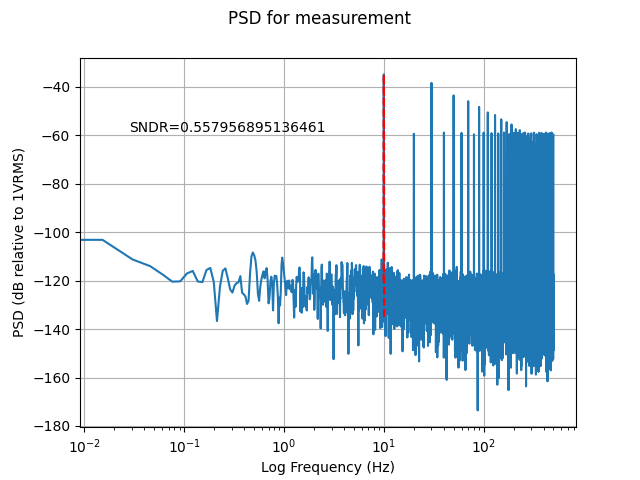 PSD for measurement
SNDR=0.557956895136461
PSD (dB relative to 1VRMS)
−40
−60
−80
−100
−120
−140
−160
−180
10⁻² 10⁻¹ 10⁰ 10¹ 10²
Log Frequency (Hz)